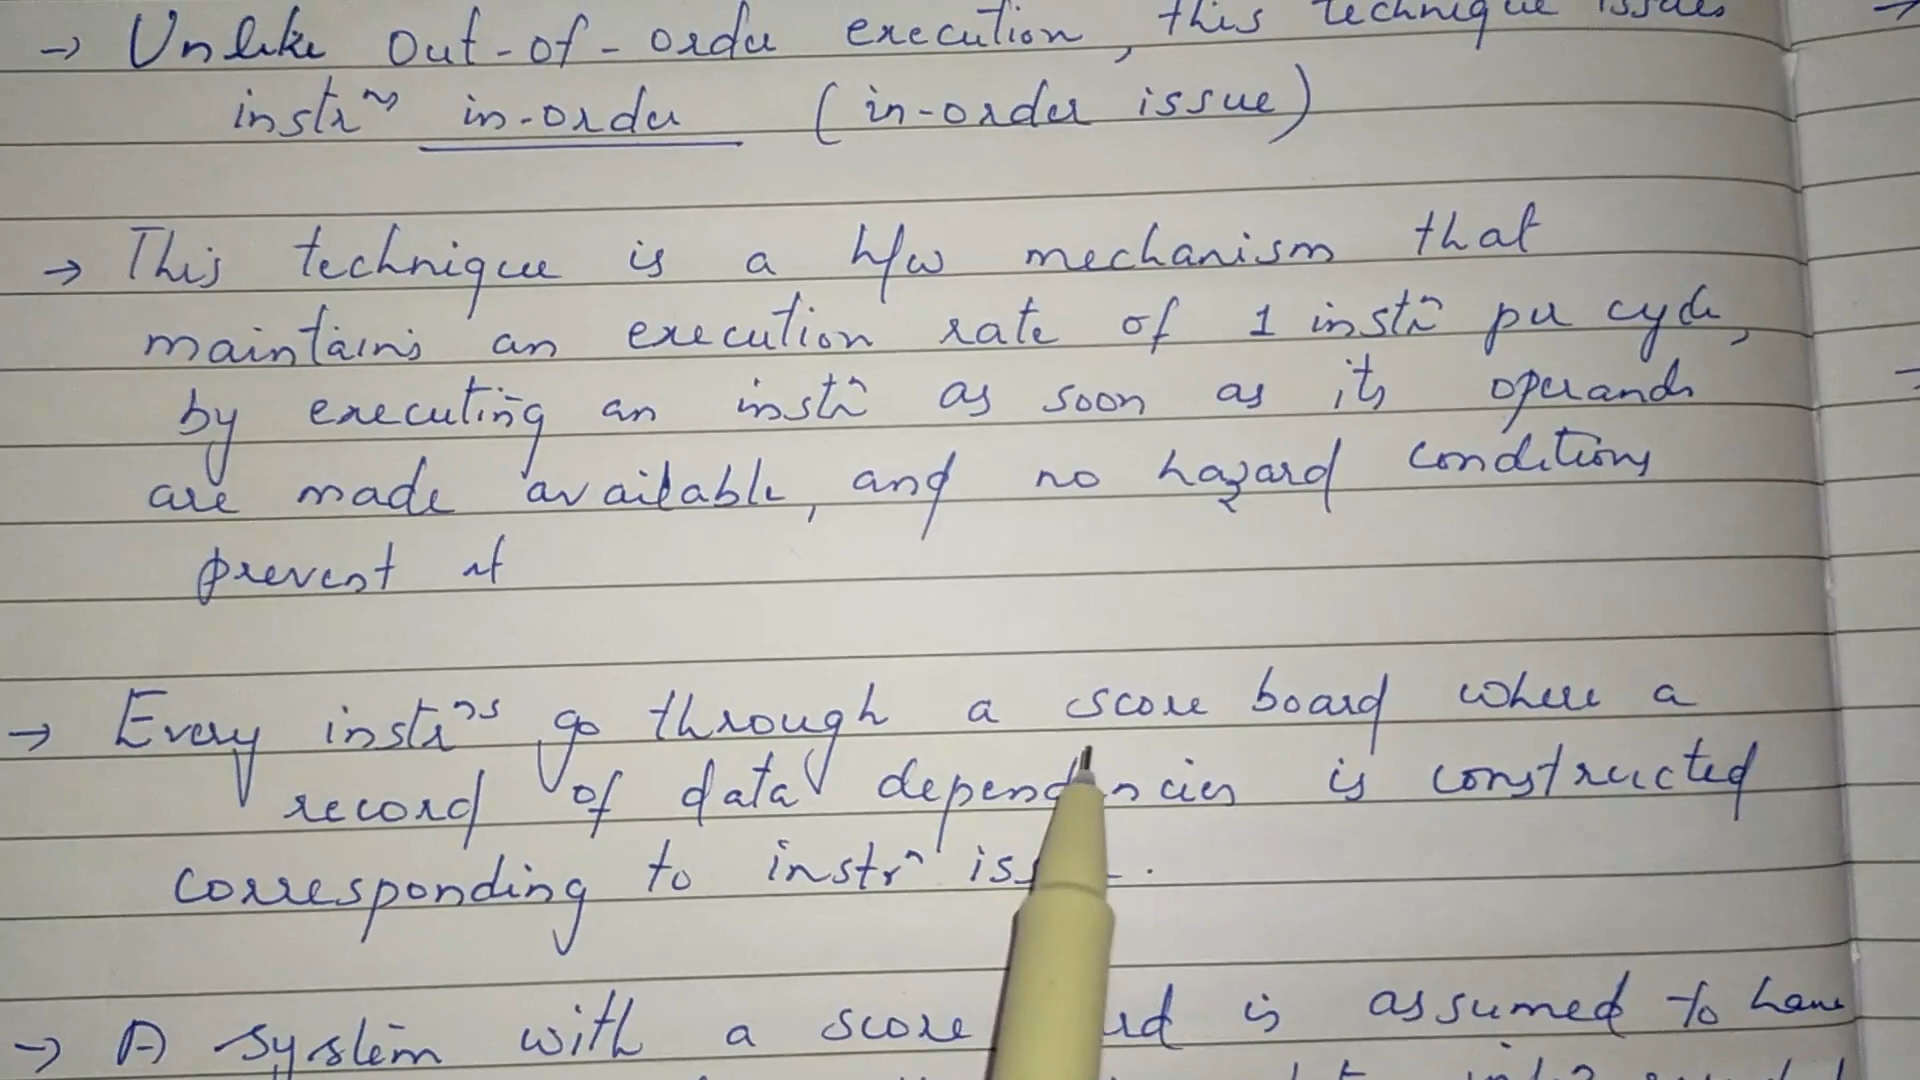 → Unlike out-of-order execution, this technique issues
instrⁿ in-order (in-order issue)
→ This technique is a h/w mechanism that
maintains an execution rate of 1 instrⁿ per cycle,
by executing an instrⁿ as soon as its operands
are made available, and no hazard conditions
prevent it
→ Every instrⁿs go through a score board where a
record of data dependencies is constructed
corresponding to instrⁿ
→ A system with a score is assumed to have